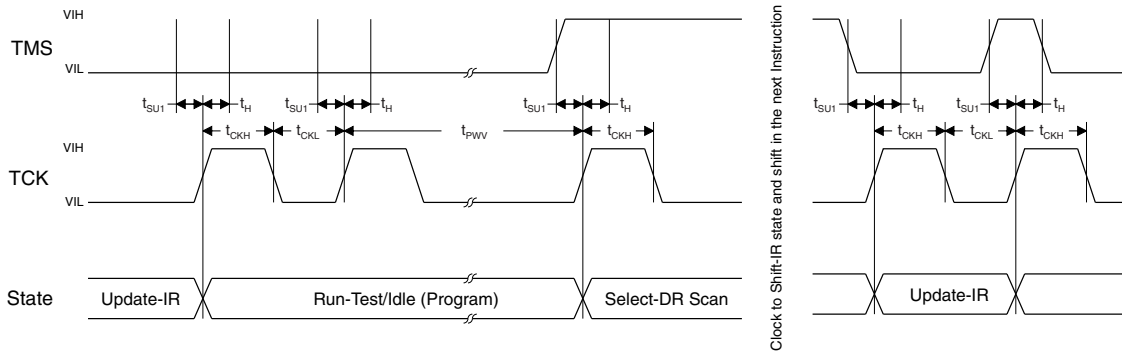 VIH
TMS
VIL
tSU1 tH tSU1 tH tSU1 tH tSU1 tH tSU1 tH
tCKH tCKL tPWV tCKH tCKH tCKL tCKH
VIH
TCK
VIL
State Update-IR Run-Test/Idle (Program) Select-DR Scan Update-IR
Clock to Shift-IR state and shift in the next Instruction